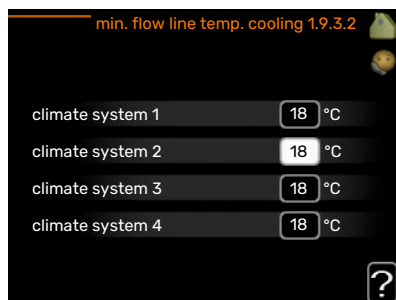 min. flow line temp. cooling 1.9.3.2
climate system 1 18 °C
climate system 2 18 °C
climate system 3 18 °C
climate system 4 18 °C
?